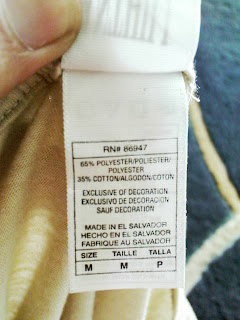 RN# 86947
65% POLYESTER/POLIESTER/
POLYESTER
35% COTTON/ALGODON/COTON
EXCLUSIVE OF DECORATION
EXCLUSIVO DE DECORACION
SAUF DECORATION
MADE IN EL SALVADOR
HECHO EN EL SALVADOR
FABRIQUE AU SALVADOR
SIZE TAILLE TALLA
M M P